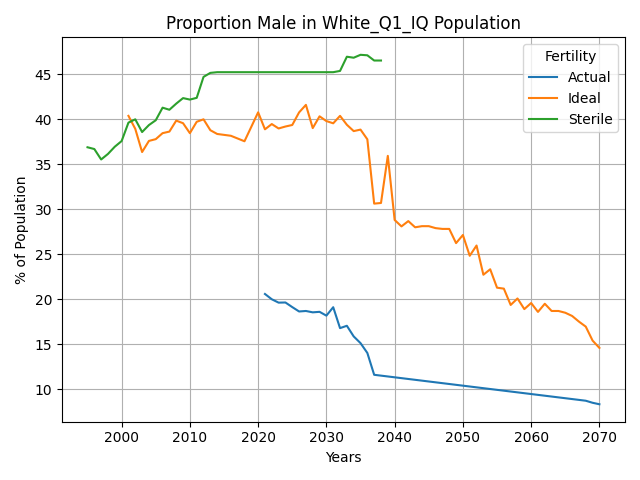 Proportion Male in White_Q1_IQ Population
Fertility
Actual
Ideal
Sterile
% of Population
45
40
35
30
25
20
15
10
2000 2010 2020 2030 2040 2050 2060 2070
Years